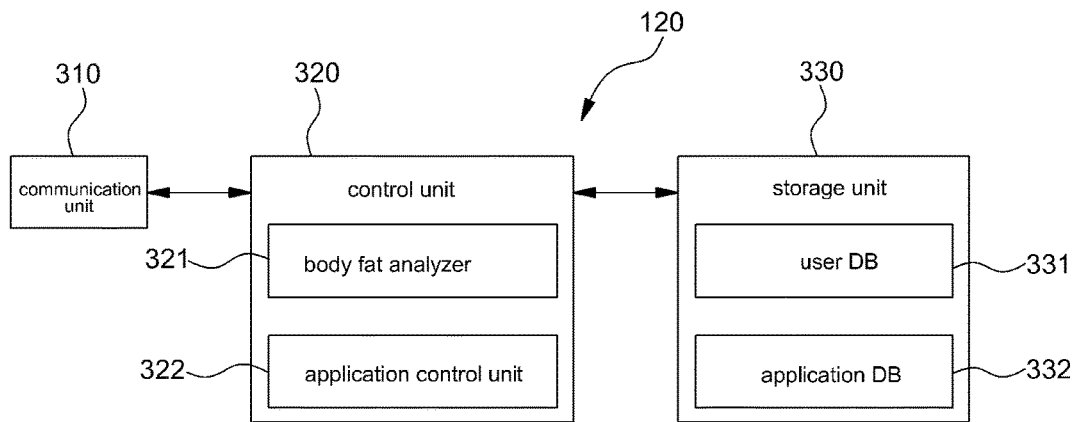 120
310
320
330
communication
unit
control unit
storage unit
321
body fat analyzer
user DB
331
322
application control unit
application DB
332